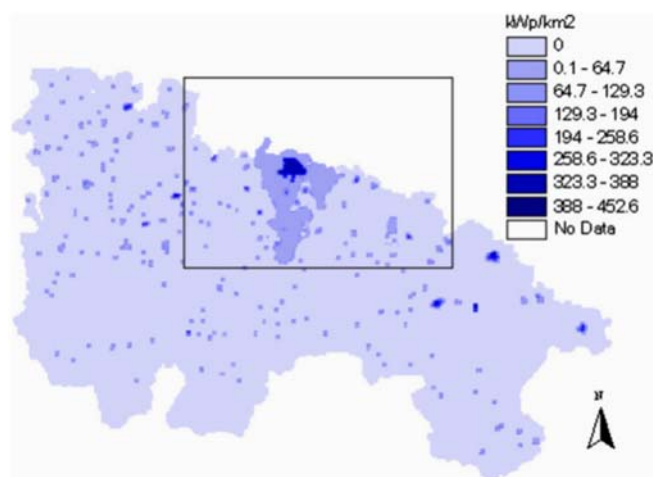 kWp/km2
0
0.1 - 64.7
64.7 - 129.3
129.3 - 194
194 - 258.6
258.6 - 323.3
323.3 - 388
388 - 452.6
No Data
N